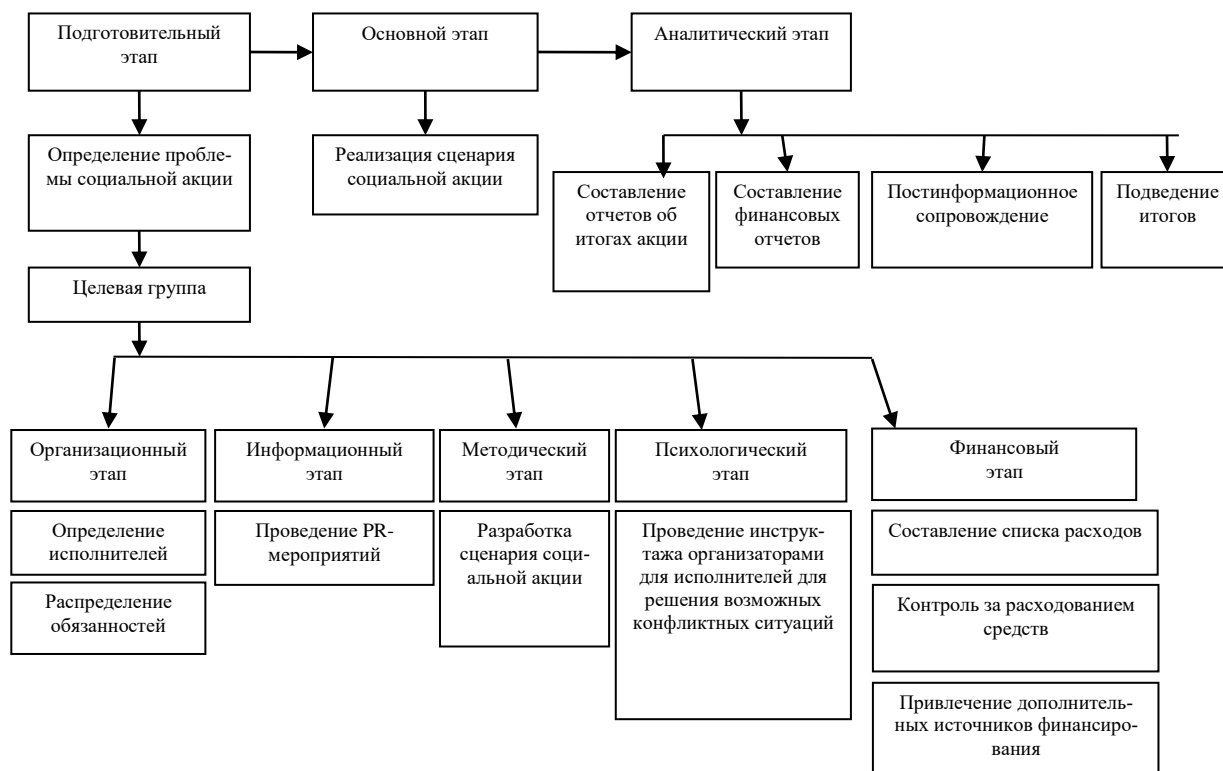 Подготовительный
этап
Основной этап
Аналитический этап
Определение пробле-
мы социальной акции
Реализация сценария
социальной акции
Составление
отчетов об
итогах акции
Составление
финансовых
отчетов
Постинформационное
сопровождение
Подведение
итогов
Целевая группа
Организационный
этап
Информационный
этап
Методический
этап
Психологический
этап
Финансовый
этап
Определение
исполнителей
Распределение
обязанностей
Проведение PR-
мероприятий
Разработка
сценария соци-
альной акции
Проведение инструк-
тажа организаторами
для исполнителей для
решения возможных
конфликтных ситуаций
Составление списка расходов
Контроль за расходованием
средств
Привлечение дополнитель-
ных источников финансиро-
вания